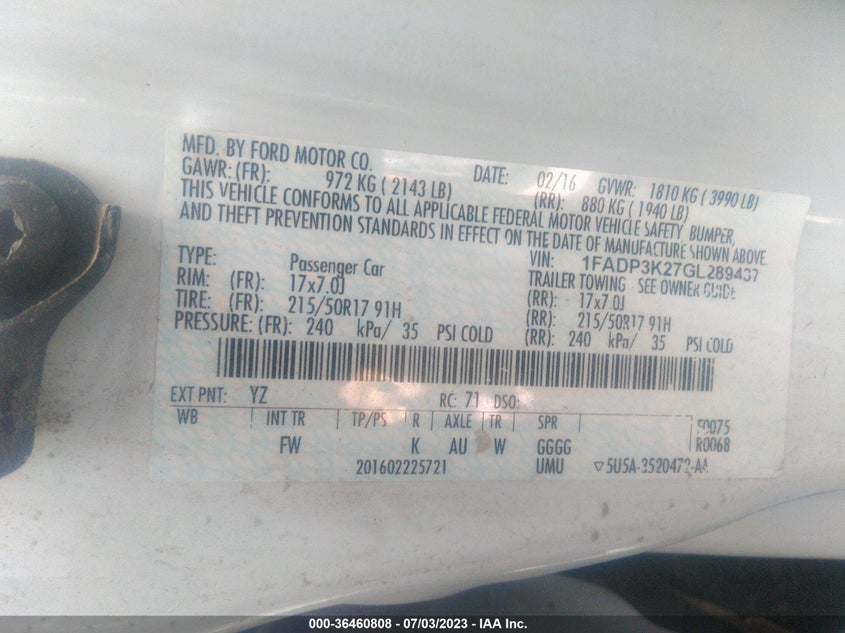 MFD. BY FORD MOTOR CO. DATE: 02/16 GVWR: 1810 KG ( 3990 LB)
GAWR: (FR): 972 KG ( 2143 LB) (RR): 880 KG ( 1940 LB)
THIS VEHICLE CONFORMS TO ALL APPLICABLE FEDERAL MOTOR VEHICLE SAFETY BUMPER,
AND THEFT PREVENTION STANDARDS IN EFFECT ON THE DATE OF MANUFACTURE SHOWN ABOVE.
VIN: 1FADP3K27GL289437
TYPE: Passenger Car TRAILER TOWING - SEE OWNER GUIDE
RIM: (FR): 17x7.0J (RR): 17x7.0J
TIRE: (FR): 215/50R17 91H (RR): 215/50R17 91H
PRESSURE: (FR): 240 kPa/ 35 PSI COLD (RR): 240 kPa/ 35 PSI COLD
EXT PNT: YZ RC: 71 DSO:
WB INT TR TP/PS R AXLE TR SPR
FW K AU W GGGG R0068
201602225721 UMU ▽5U5A-3520472-AA
000-36460808 - 07/03/2023 - IAA Inc.